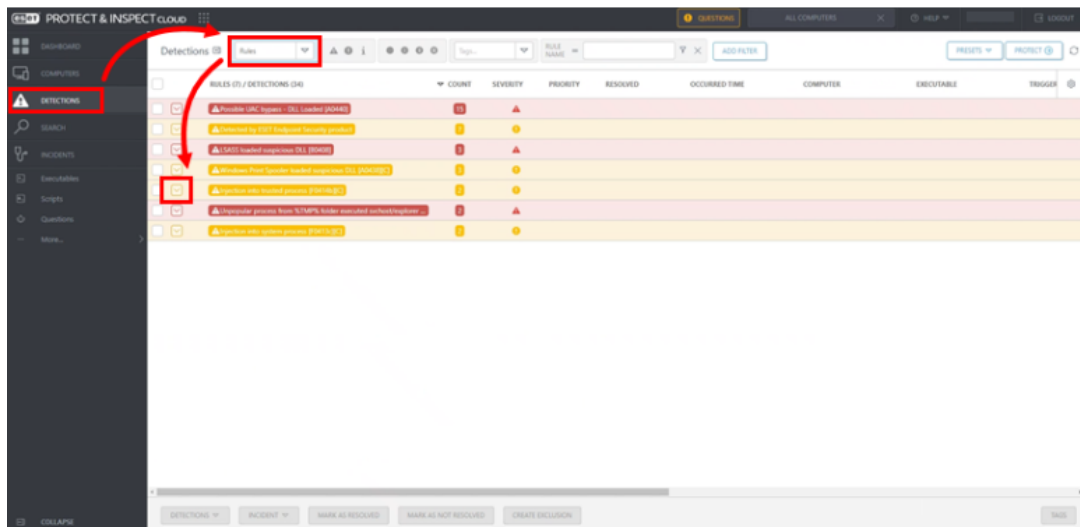 eset PROTECT & INSPECT CLOUD
QUESTIONS
ALL COMPUTERS
HELP
LOGOUT
DASHBOARD
COMPUTERS
DETECTIONS
SEARCH
INCIDENTS
Executables
Scripts
Questions
More...
COLLAPSE
Detections
Rules
Tags...
RULE NAME =
ADD FILTER
PRESETS
PROTECT
RULES (7) / DETECTIONS (34) COUNT SEVERITY PRIORITY RESOLVED OCCURRED TIME COMPUTER EXECUTABLE TRIGGER
Possible UAC bypass - DLL Loaded [A0440] 15
Detected by ESET Endpoint Security product
LSASS loaded suspicious DLL
Windows Print Spooler loaded suspicious DLL
Injection into trusted process
Unpopular process from %TMP% folder executed svchost/explorer ... 2
Injection into system process
DETECTIONS INCIDENT MARK AS RESOLVED MARK AS NOT RESOLVED CREATE EXCLUSION TAGS